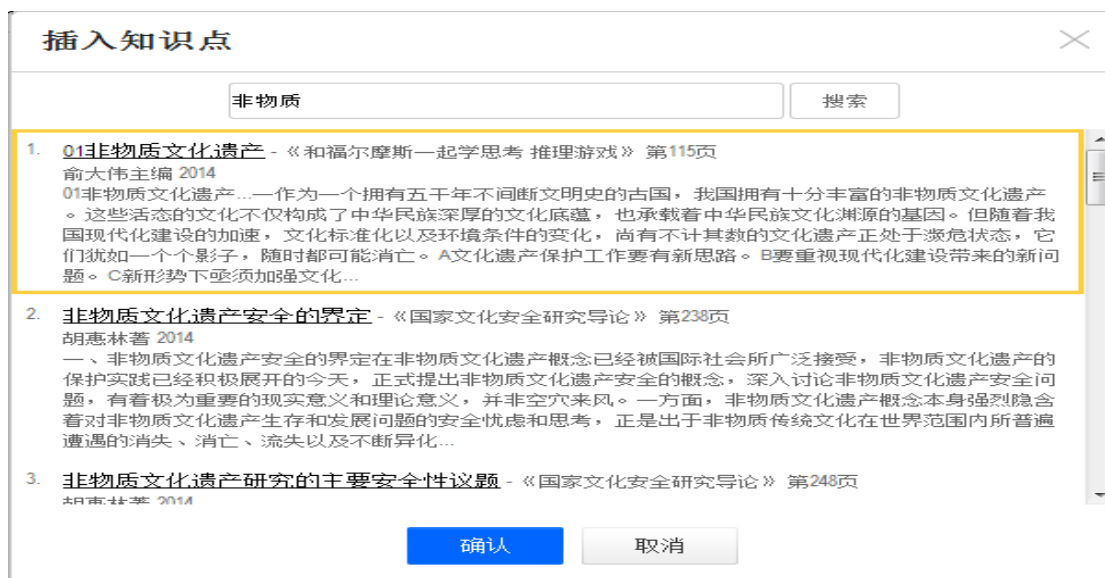 插入知识点
非物质
搜索
1. 01非物质文化遗产 - 《和福尔摩斯一起学思考 推理游戏》 第115页
俞大伟主编 2014
01非物质文化遗产...一作为一个拥有五千年不间断文明史的古国，我国拥有十分丰富的非物质文化遗产
。这些活态的文化不仅构成了中华民族深厚的文化底蕴，也承载着中华民族文化渊源的基因。但随着我
国现代化建设的加速，文化标准化以及环境条件的变化，尚有不计其数的文化遗产正处于濒危状态，它
们犹如一个个影子，随时都可能消亡。A文化遗产保护工作要有新思路。B要重视现代化建设带来的新问
题。C新形势下亟须加强文化...
2. 非物质文化遗产安全的界定 - 《国家文化安全研究导论》 第238页
胡惠林著 2014
一、非物质文化遗产安全的界定在非物质文化遗产概念已经被国际社会所广泛接受，非物质文化遗产的
保护实践已经积极展开的今天，正式提出非物质文化遗产安全的概念，深入讨论非物质文化遗产安全问
题，有着极为重要的现实意义和理论意义，并非空穴来风。一方面，非物质文化遗产概念本身强烈隐含
着对非物质文化遗产生存和发展问题的安全忧虑和思考，正是出于非物质传统文化在世界范围内所普遍
遭遇的消失、消亡、流失以及不断异化...
3. 非物质文化遗产研究的主要安全性议题 - 《国家文化安全研究导论》 第248页
胡惠林著 2014
确认
取消